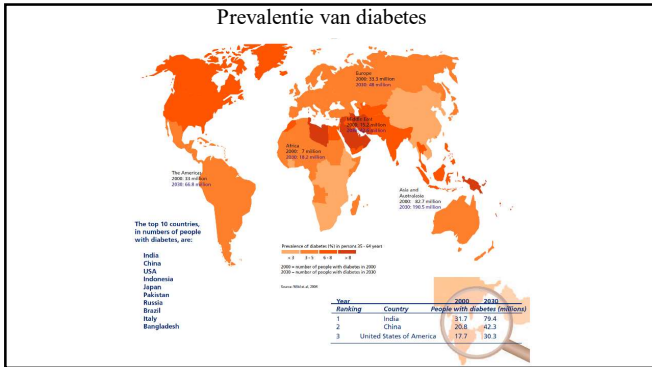 Prevalentie van diabetes
Europe
2000: 33.3 million
2030: 48 million
Middle East
Africa
2000: 7 million
2030: 18.2 million
The Americas
2000: 33 million
2030: 66.8 million
Asia and
Australasia
2000: 82.7 million
2030: 190.5 million
The top 10 countries,
in numbers of people
with diabetes, are:
India
China
USA
Indonesia
Japan
Pakistan
Russia
Brazil
Italy
Bangladesh
Prevalence of diabetes (%) in persons 35 - 64 years
< 3 3 - 5 6 - 8 > 8
2000 = number of people with diabetes in 2000
2030 = number of people with diabetes in 2030
Year 2000 2030
Ranking Country People with diabetes (millions)
1 India 31.7 79.4
2 China 20.8 42.3
3 United States of America 17.7 30.3